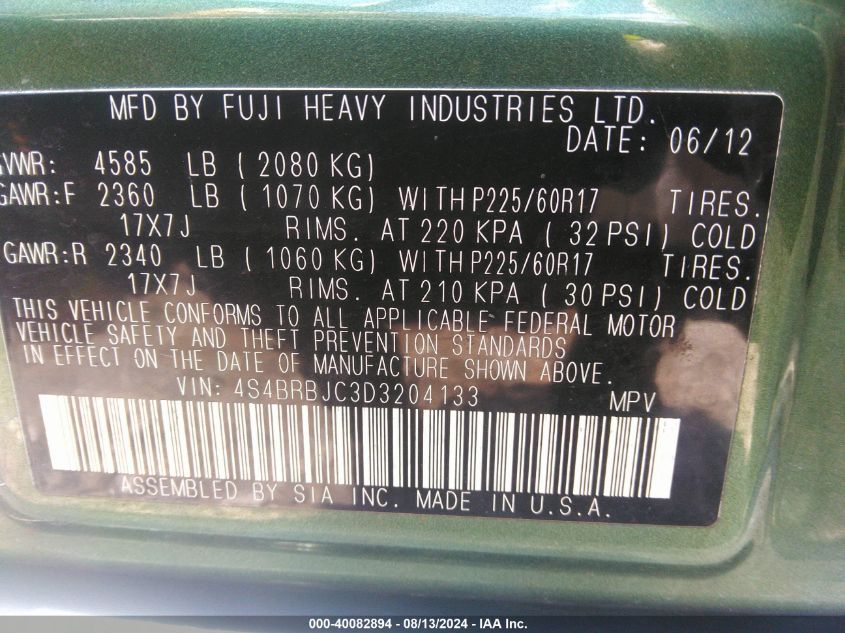 MFD BY FUJI HEAVY INDUSTRIES LTD.
DATE: 06/12
GVWR: 4585 LB ( 2080 KG)
GAWR:F 2360 LB ( 1070 KG) WITH P225/60R17 TIRES.
17X7J RIMS. AT 220 KPA ( 32 PSI) COLD
GAWR:R 2340 LB ( 1060 KG) WITH P225/60R17 TIRES.
17X7J RIMS. AT 210 KPA ( 30 PSI) COLD
THIS VEHICLE CONFORMS TO ALL APPLICABLE FEDERAL MOTOR
VEHICLE SAFETY AND THEFT PREVENTION STANDARDS
IN EFFECT ON THE DATE OF MANUFACTURE SHOWN ABOVE.
VIN: 4S4BRBJC3D3204133 MPV
ASSEMBLED BY SIA INC. MADE IN U.S.A.
000-40082894 - 08/13/2024 - IAA Inc.